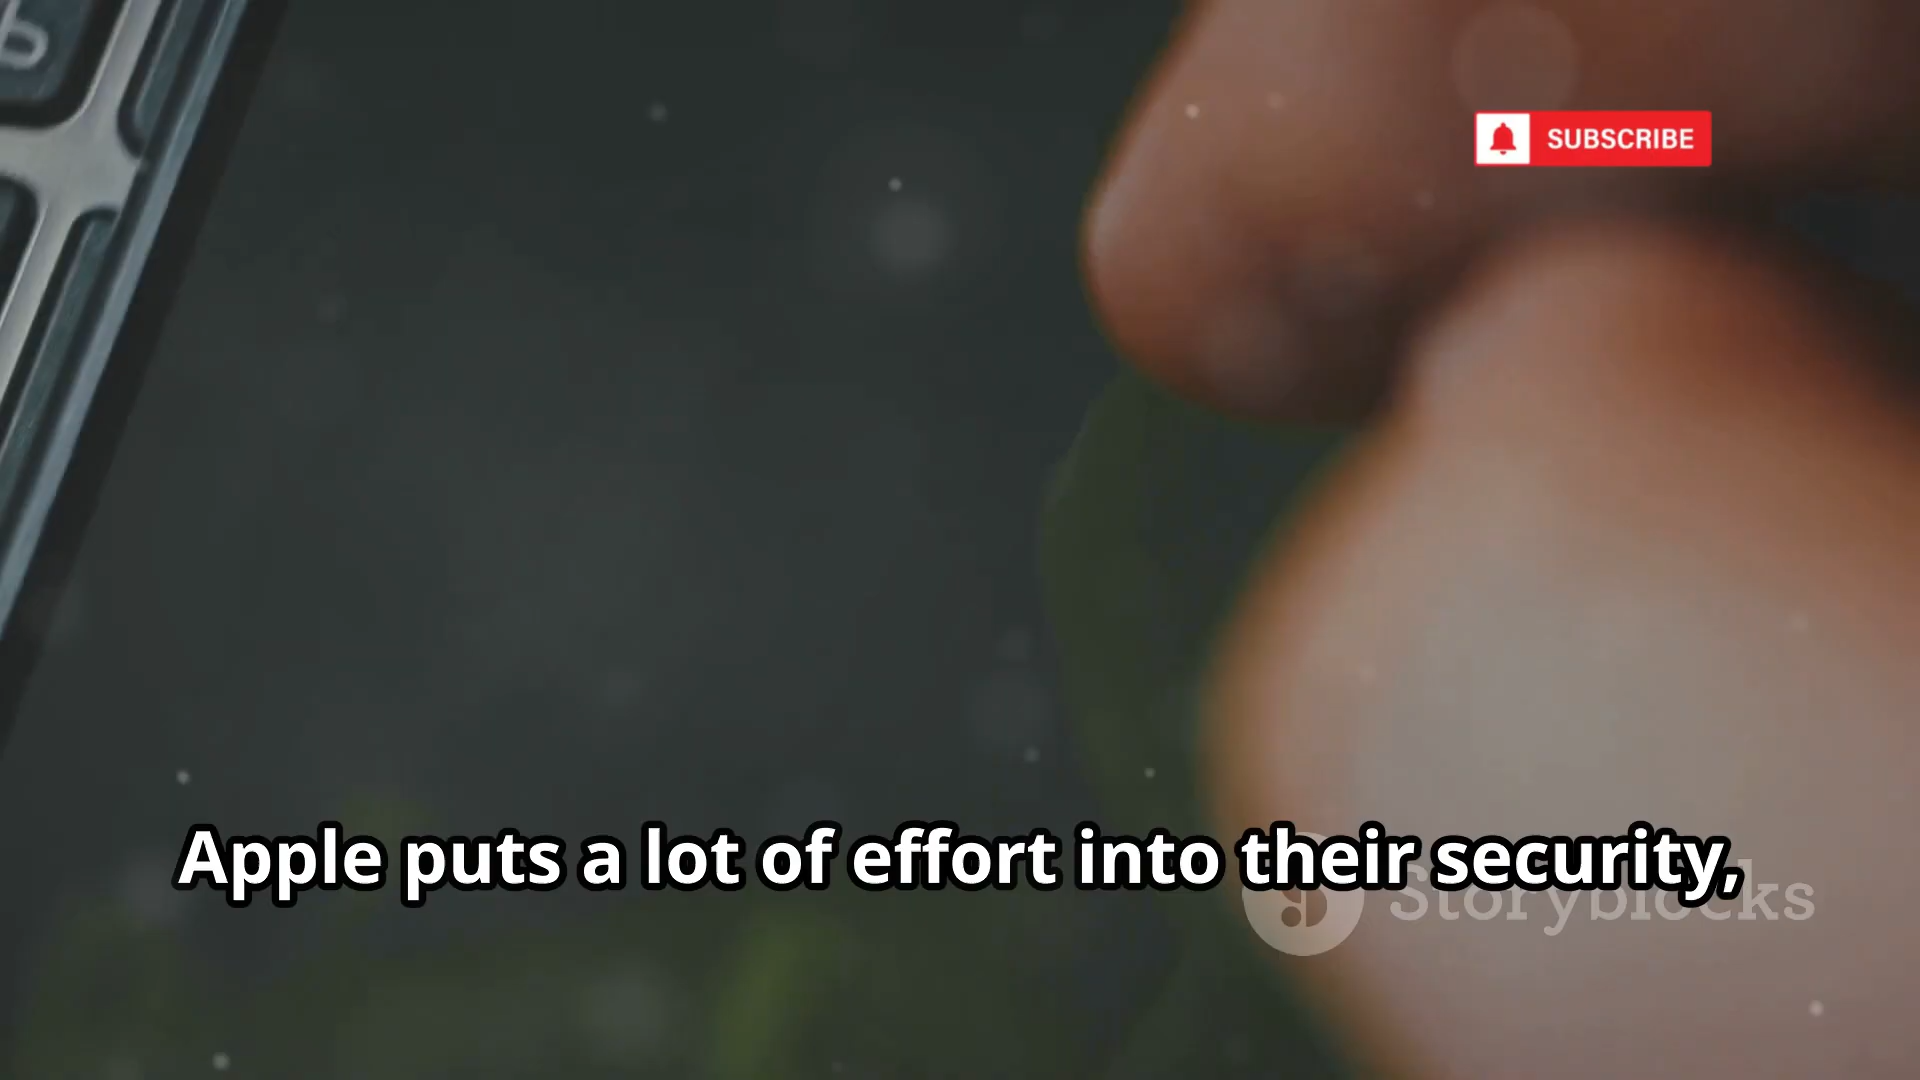 Ь
SUBSCRIBE
Apple puts a lot of effort into their security,
Storyblocks